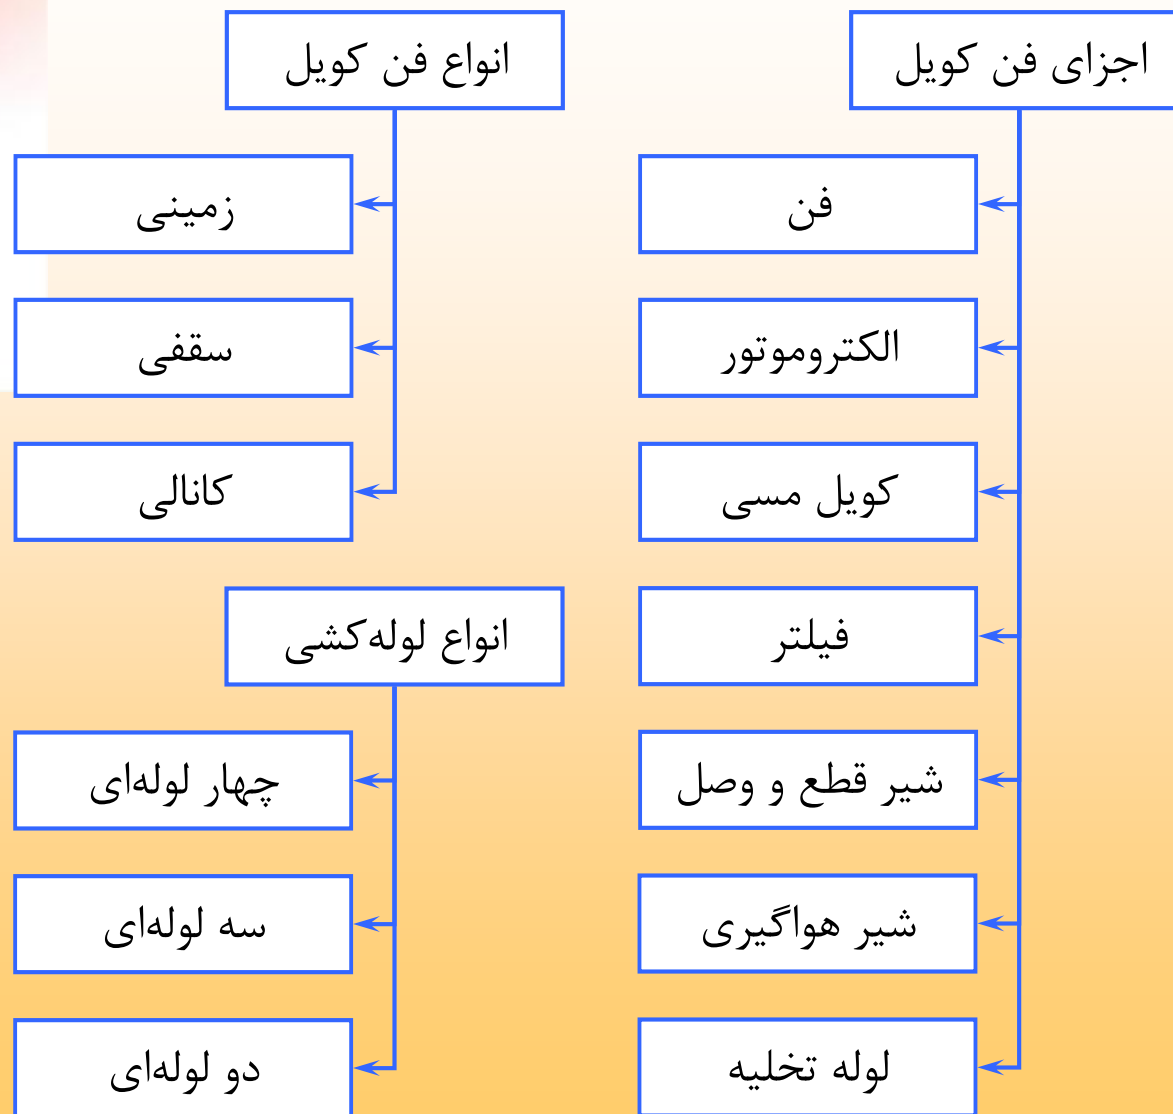 اجزای فن کویل
فن
الکتروموتور
کویل مسی
فیلتر
شیر قطع و وصل
شیر هواگیری
لوله تخلیه
انواع فن کویل
زمینی
سقفی
کانالی
انواع لوله‌کشی
چهار لوله‌ای
سه لوله‌ای
دو لوله‌ای